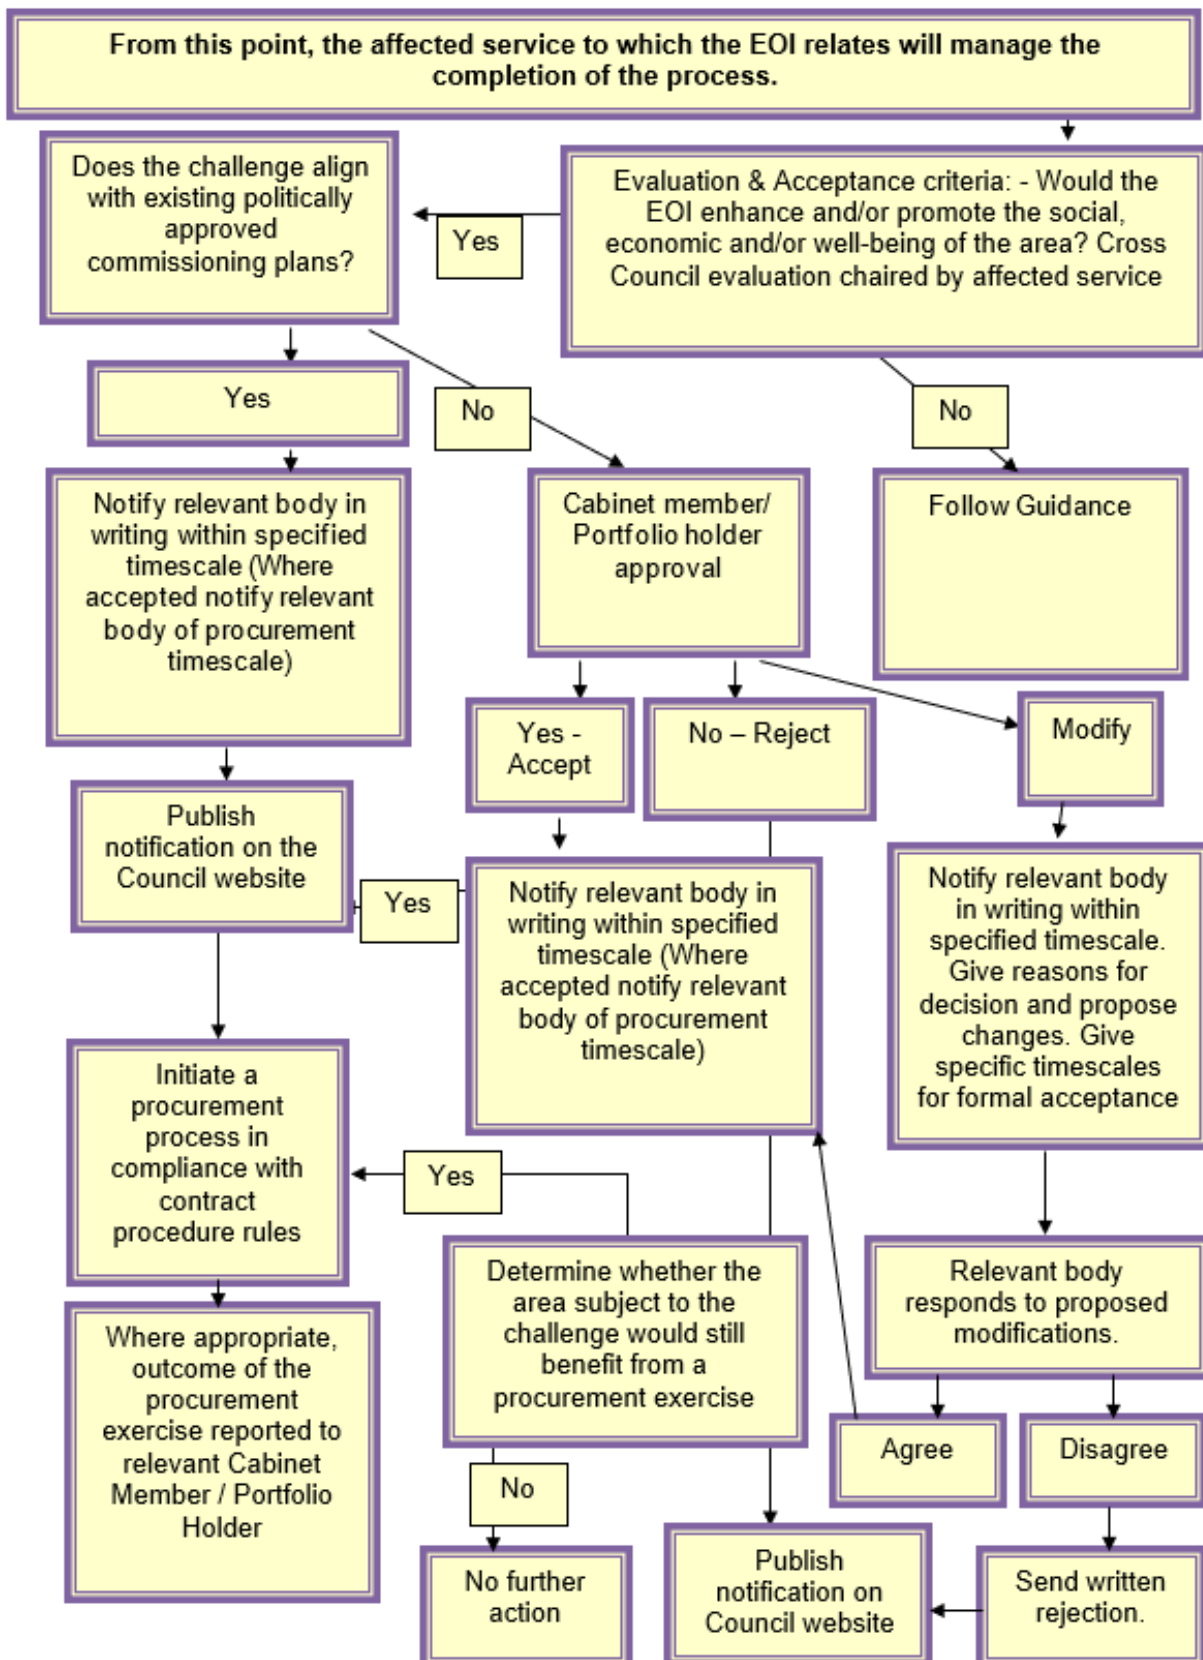 From this point, the affected service to which the EOI relates will manage the
completion of the process.
Does the challenge align
with existing politically
approved
commissioning plans?
Yes
Evaluation & Acceptance criteria: - Would the
EOI enhance and/or promote the social,
economic and/or well-being of the area? Cross
Council evaluation chaired by affected service
Yes
No
No
Notify relevant body in
writing within specified
timescale (Where
accepted notify relevant
body of procurement
timescale)
Cabinet member/
Portfolio holder
approval
Follow Guidance
Yes -
Accept
No – Reject
Modify
Publish
notification on the
Council website
Yes
Notify relevant body in
writing within specified
timescale (Where
accepted notify relevant
body of procurement
timescale)
Notify relevant body
in writing within
specified timescale.
Give reasons for
decision and propose
changes. Give
specific timescales
for formal acceptance
Initiate a
procurement
process in
compliance with
contract
procedure rules
Yes
Determine whether the
area subject to the
challenge would still
benefit from a
procurement exercise
Relevant body
responds to proposed
modifications.
Where appropriate,
outcome of the
procurement
exercise reported to
relevant Cabinet
Member / Portfolio
Holder
No
Agree
Disagree
No further
action
Publish
notification on
Council website
Send written
rejection.